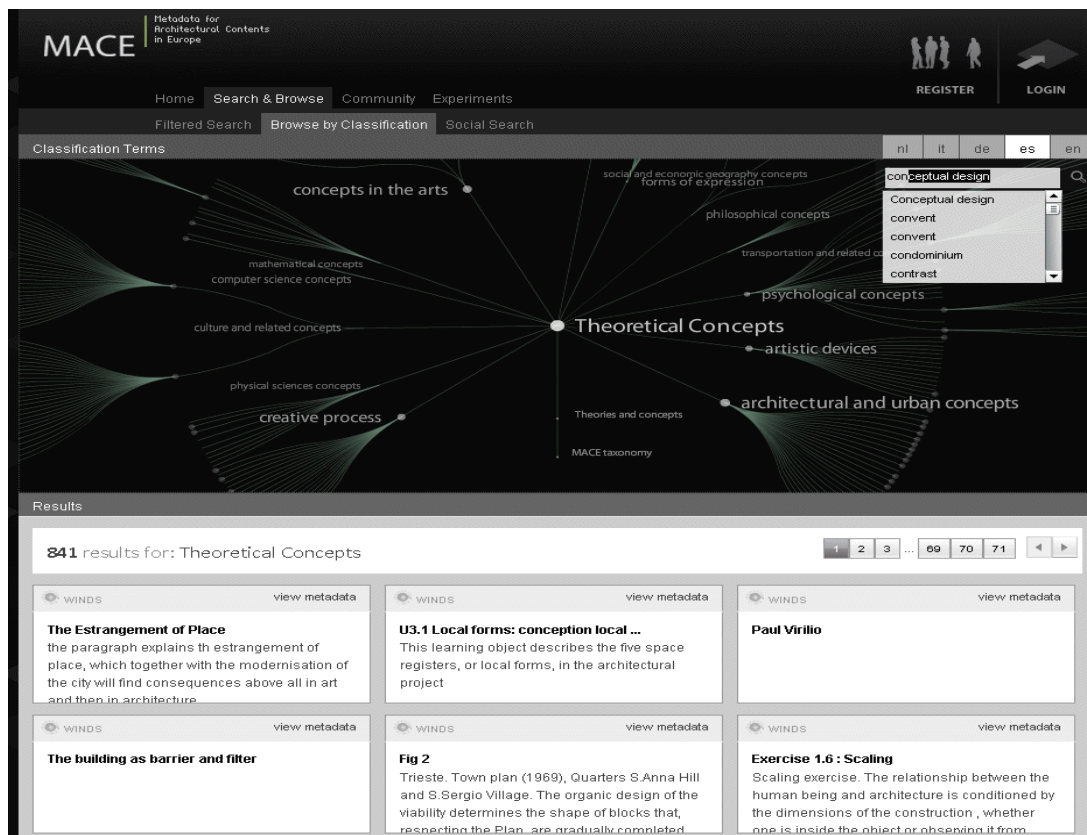 MACE
Metadata for
Architectural Contents
in Europe
REGISTER
LOGIN
Home Search & Browse Community Experiments
Filtered Search Browse by Classification Social Search
Classification Terms
nl it de es en
conceptual design
Conceptual design
convent
convent
condominium
contrast
concepts in the arts
social and economic geography concepts
forms of expression
philosophical concepts
transportation and related co
mathematical concepts
computer science concepts
psychological concepts
culture and related concepts
Theoretical Concepts
artistic devices
physical sciences concepts
architectural and urban concepts
creative process
Theories and concepts
MACE taxonomy
Results
841 results for: Theoretical Concepts
1 2 3 ... 69 70 71
WINDS view metadata
The Estrangement of Place
the paragraph explains th estrangement of
place, which together with the modernisation of
the city will find consequences above all in art
and then in architecture
WINDS view metadata
U3.1 Local forms: conception local ...
This learning object describes the five space
registers, or local forms, in the architectural
project
WINDS view metadata
Paul Virilio
WINDS view metadata
The building as barrier and filter
WINDS view metadata
Fig 2
Trieste. Town plan (1969), Quarters S.Anna Hill
and S.Sergio Village. The organic design of the
viability determines the shape of blocks that,
respecting the Plan, are gradually completed
WINDS view metadata
Exercise 1.6 : Scaling
Scaling exercise. The relationship between the
human being and architecture is conditioned by
the dimensions of the construction , whether
one is inside the object or observing it from